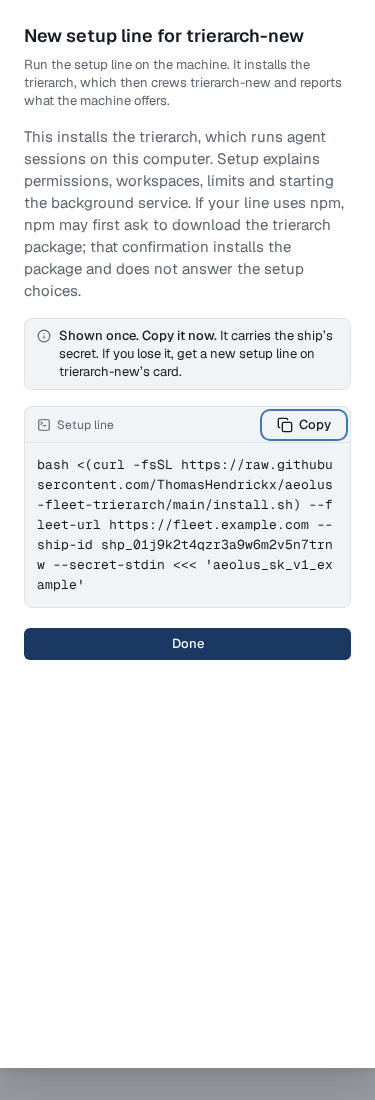 New setup line for trierarch-new
Run the setup line on the machine. It installs the
trierarch, which then crews trierarch-new and reports
what the machine offers.
This installs the trierarch, which runs agent
sessions on this computer. Setup explains
permissions, workspaces, limits and starting
the background service. If your line uses npm,
npm may first ask to download the trierarch
package; that confirmation installs the
package and does not answer the setup
choices.
Shown once. Copy it now. It carries the ship's
secret. If you lose it, get a new setup line on
trierarch-new's card.
Setup line
Copy
bash <(curl -fsSL https://raw.githubu
sercontent.com/ThomasHendrickx/aeolus
-fleet-trierarch/main/install.sh) --f
leet-url https://fleet.example.com --
ship-id shp_01j9k2t4qzr3a9w6m2v5n7trn
w --secret-stdin <<< 'aeolus_sk_v1_ex
ample'
Done